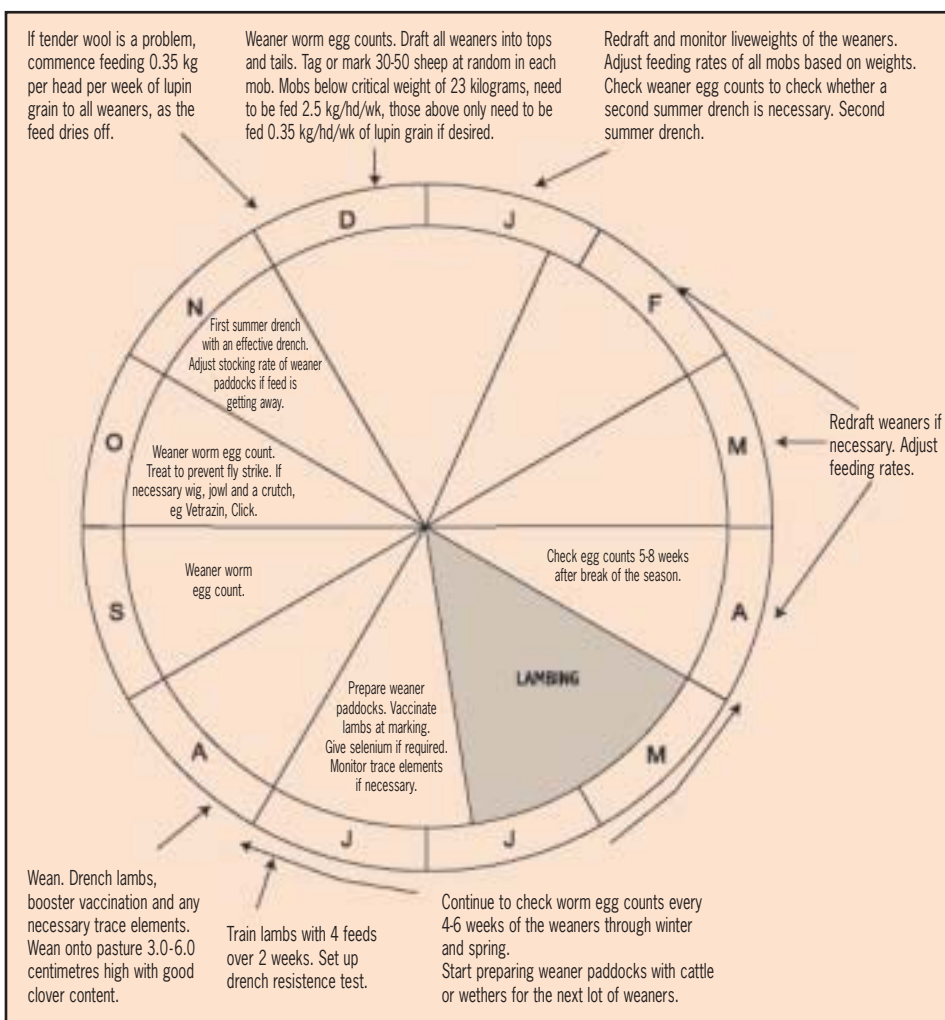 If tender wool is a problem,
commence feeding 0.35 kg
per head per week of lupin
grain to all weaners, as the
feed dries off.
Weaner worm egg counts. Draft all weaners into tops
and tails. Tag or mark 30-50 sheep at random in each
mob. Mobs below critical weight of 23 kilograms, need
to be fed 2.5 kg/hd/wk, those above only need to be
fed 0.35 kg/hd/wk of lupin grain if desired.
Redraft and monitor liveweights of the weaners.
Adjust feeding rates of all mobs based on weights.
Check weaner egg counts to check whether a
second summer drench is necessary. Second
summer drench.
D
J
N
F
First summer drench
with an effective drench.
Adjust stocking rate of weaner
paddocks if feed is
getting away.
O
M
Redraft weaners if
necessary. Adjust
feeding rates.
Weaner worm egg count.
Treat to prevent fly strike. If
necessary wig, jowl and a crutch,
eg Vetrazin, Click.
Weaner worm
egg count.
Check egg counts 5-8 weeks
after break of the season.
S
A
LAMBING
Prepare weaner
paddocks. Vaccinate
lambs at marking.
Give selenium if required.
Monitor trace elements
if necessary.
A
M
J
J
Wean. Drench lambs,
booster vaccination and any
necessary trace elements.
Wean onto pasture 3.0-6.0
centimetres high with good
clover content.
Train lambs with 4 feeds
over 2 weeks. Set up
drench resistence test.
Continue to check worm egg counts every
4-6 weeks of the weaners through winter
and spring.
Start preparing weaner paddocks with cattle
or wethers for the next lot of weaners.